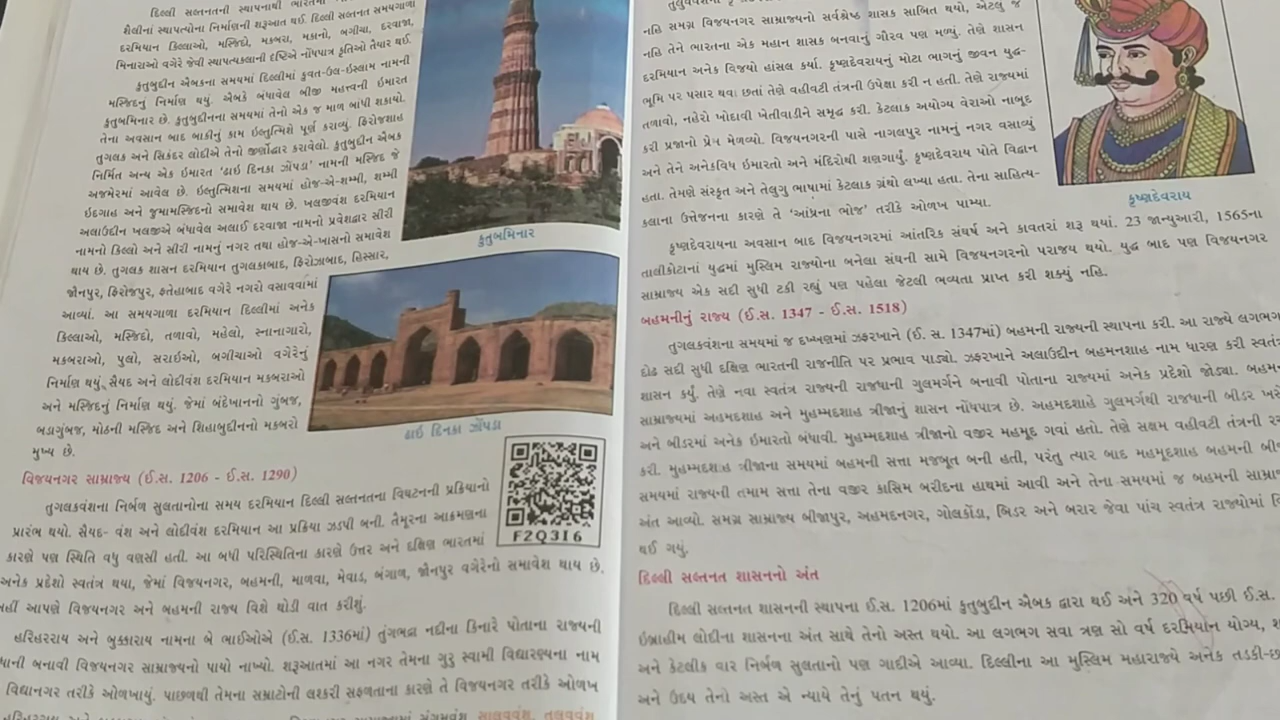 દિલ્લી સલ્તનતની સ્થાપનાથી ભારતમાં
શૈલીનાં સ્થાપત્યોના નિર્માણની શરૂઆત થઈ. દિલ્લી સલ્તનત સમયગાળા
દરમિયાન કિલ્લાઓ, મસ્જિદો, મકબરા, મકાનો, બગીચા, દરવાજા,
મિનારાઓ વગેરે જેવી સ્થાપત્યકલાની દૃષ્ટિએ નોંધપાત્ર કૃતિઓ તૈયાર થઈ.
કુતુબુદ્દીન ઐબકના સમયમાં દિલ્લીમાં કુવત-ઉલ-ઇસ્લામ નામની
મસ્જિદનું નિર્માણ થયું. ઐબકે બંધાવેલ બીજી મહત્ત્વની ઇમારત
કુતુબમિનાર છે. કુતુબુદ્દીનના સમયમાં તેનો એક જ માળ બાંધી શકાયો.
તેના અવસાન બાદ બાકીનું કામ ઇલ્તુત્મિશે પૂર્ણ કરાવ્યું. ફિરોજશાહ
તુગલક અને સિકંદર લોદીએ તેનો જીર્ણોદ્ધાર કરાવેલો. કુતુબુદ્દીન ઐબક
નિર્મિત અન્ય એક ઇમારત ‘ઢાઈ દિનકા ઝોંપડા’ નામની મસ્જિદ જે
અજમેરમાં આવેલ છે. ઇલ્તુત્મિશના સમયમાં હોજ-એ-શમ્મી, શમ્મી
ઇદગાહ અને જુમામસ્જિદનો સમાવેશ થાય છે. ખલજીવંશ દરમિયાન
અલાઉદ્દીન ખલજીએ બંધાવેલ અલાઈ દરવાજા નામનો પ્રવેશદ્વાર સીરી
નામનો કિલ્લો અને સીરી નામનું નગર તથા હોજ-એ-ખાસનો સમાવેશ
થાય છે. તુગલક શાસન દરમિયાન તુગલકાબાદ, ફિરોઝાબાદ, હિસ્સાર,
જૌનપુર, ફિરોજપુર, ફતેહાબાદ વગેરે નગરો વસાવવામાં
આવ્યાં. આ સમયગાળા દરમિયાન દિલ્લીમાં અનેક
કિલ્લાઓ, મસ્જિદો, તળાવો, મહેલો, સ્નાનાગારો,
મકબરાઓ, પુલો, સરાઈઓ, બગીચાઓ વગેરેનું
નિર્માણ થયું. સૈયદ અને લોદીવંશ દરમિયાન મકબરાઓ
અને મસ્જિદનું નિર્માણ થયું. જેમાં બંદેખાનનો ગુંબજ,
બડાગુંબજ, મોઠની મસ્જિદ અને શિહાબુદ્દીનનો મકબરો
મુખ્ય છે.
કુતુબમિનાર
ઢાઈ દિનકા ઝોંપડા
વિજયનગર સામ્રાજ્ય (ઈ.સ. 1206 - ઈ.સ. 1290)
તુગલકવંશના નિર્બળ સુલતાનોના સમય દરમિયાન દિલ્લી સલ્તનતના વિઘટનની પ્રક્રિયાનો
પ્રારંભ થયો. સૈયદ- વંશ અને લોદીવંશ દરમિયાન આ પ્રક્રિયા ઝડપી બની. તૈમૂરના આક્રમણના
કારણે પણ સ્થિતિ વધુ વણસી હતી. આ બધી પરિસ્થિતિના કારણે ઉત્તર અને દક્ષિણ ભારતમાં
અનેક પ્રદેશો સ્વતંત્ર થયા, જેમાં વિજયનગર, બહમની, માળવા, મેવાડ, બંગાળ, જૌનપુર વગેરેનો સમાવેશ થાય છે.
આપણે વિજયનગર અને બહમની રાજ્ય વિશે થોડી વાત કરીશું.
F2Q3I6
હરિહરરાય અને બુક્કારાય નામના બે ભાઈઓએ (ઈ.સ. 1336માં) તુંગભદ્રા નદીના કિનારે પોતાના રાજ્યની
બનાવી વિજયનગર સામ્રાજ્યનો પાયો નાખ્યો. શરૂઆતમાં આ નગર તેમના ગુરુ સ્વામી વિદ્યારણ્યના નામ
વિદ્યાનગર તરીકે ઓળખાયું. પાછળવી તેમના સમ્રાટોની લશ્કરી સફળતાના કારણે તે વિજયનગર તરીકે ઓળખ
નહિ સમગ્ર વિજયનગર સામ્રાજ્યનો સર્વશ્રેષ્ઠ શાસક સાબિત થયો, એટલુ જ
નહિ તેને ભારતના એક મહાન શાસક બનવાનું ગૌરવ પણ મળ્યું. તેણે શાસન
દરમિયાન અનેક વિજયો હાંસલ કર્યા. કૃષ્ણદેવરાયનું મોટા ભાગનું જીવન યુદ્ધ-
ભૂમિ પર પસાર થવા છતાં તેણે વહીવટી તંત્રની ઉપેક્ષા કરી ન હતી. તેણે રાજ્યમાં
તળાવો, નહેરો ખોદાવી ખેતીવાડીને સમૃદ્ધ કરી. કેટલાક અયોગ્ય વેરાઓ નાબૂદ
કરી પ્રજાનો પ્રેમ મેળવ્યો. વિજયનગરની પાસે નાગલપુર નામનું નગર વસાવ્યું
અને તેને અનેકવિધ ઇમારતો અને મંદિરોથી શણગાર્યું. કૃષ્ણદેવરાય પોતે વિદ્વાન
હતા. તેમણે સંસ્કૃત અને તેલુગુ ભાષામાં કેટલાક ગ્રંથો લખ્યા હતા. તેના સાહિત્ય-
કલાના ઉત્તેજનના કારણે તે ‘આંધ્રના ભોજ’ તરીકે ઓળખ પામ્યા.
કૃષ્ણદેવરાય
કૃષ્ણદેવરાયના અવસાન બાદ વિજયનગરમાં આંતરિક સંઘર્ષ અને કાવતરાં શરૂ થયાં. 23 જાન્યુઆરી, 1565ના
તાલીકોટાનાં યુદ્ધમાં મુસ્લિમ રાજ્યોના બનેલા સંઘની સામે વિજયનગરનો પરાજય થયો. યુદ્ધ બાદ પણ વિજયનગર
સામ્રાજ્ય એક સદી સુધી ટકી રહ્યું પણ પહેલા જેટલી ભવ્યતા પ્રાપ્ત કરી શક્યું નહિ.
બહમનીનું રાજ્ય (ઈ.સ. 1347 - ઈ.સ. 1518)
તુગલકવંશના સમયમાં જ દખ્ખણમાં ઝફરખાને (ઈ. સ. 1347માં) બહમની રાજ્યની સ્થાપના કરી. આ રાજ્યે લગભગ
દોઢ સદી સુધી દક્ષિણ ભારતની રાજનીતિ પર પ્રભાવ પાડ્યો. ઝફરખાને અલાઉદ્દીન બહમનશાહ નામ ધારણ કરી
શાસન કર્યું. તેણે નવા સ્વતંત્ર રાજ્યની રાજધાની ગુલમર્ગને બનાવી પોતાના રાજ્યમાં અનેક પ્રદેશો જોડ્યા.
સામ્રાજ્યમાં અહમદશાહ અને મુહમ્મદશાહ ત્રીજાનું શાસન નોંધપાત્ર છે. અહમદશાહે ગુલમર્ગથી રાજધાની બીદર
અને બીદરમાં અનેક ઇમારતો બંધાવી. મુહમ્મદશાહ ત્રીજાનો વજીર મહમૂદ ગવાં હતો. તેણે સક્ષમ વહીવટી તંત્રની
કરી. મુહમ્મદશાહ ત્રીજાના સમયમાં બહમની સત્તા મજબૂત બની હતી, પરંતુ ત્યાર બાદ મહમૂદશાહ બહમની
સમયમાં રાજ્યની તમામ સત્તા તેના વજીર કાસિમ બરીદના હાથમાં આવી અને તેના સમયમાં જ બહમની
અંત આવ્યો. સમગ્ર સામ્રાજ્ય બીજાપુર, અહમદનગર, ગોલકોંડા, બિડર અને બરાર જેવા પાંચ સ્વતંત્ર રાજ્યોમાં
થઈ ગયું.
દિલ્લી સલ્તનત શાસનનો અંત
દિલ્લી સલ્તનત શાસનની સ્થાપના ઈ.સ. 1206માં કુતુબુદ્દીન ઐબક દ્વારા થઈ અને 320 વર્ષ પછી ઈ.સ.
ઇબ્રાહીમ લોદીના શાસનના અંત સાથે તેનો અસ્ત થયો. આ લગભગ સવા ત્રણ સો વર્ષ દરમિયાન યોગ્ય,
અને કેટલીક વાર નિર્બળ સુલતાનો પણ ગાદીએ આવ્યા. દિલ્લીના આ મુસ્લિમ મહારાજ્યે અનેક
અને ઉદય તેનો અસ્ત એ ન્યાયે તેનું પતન થયું.